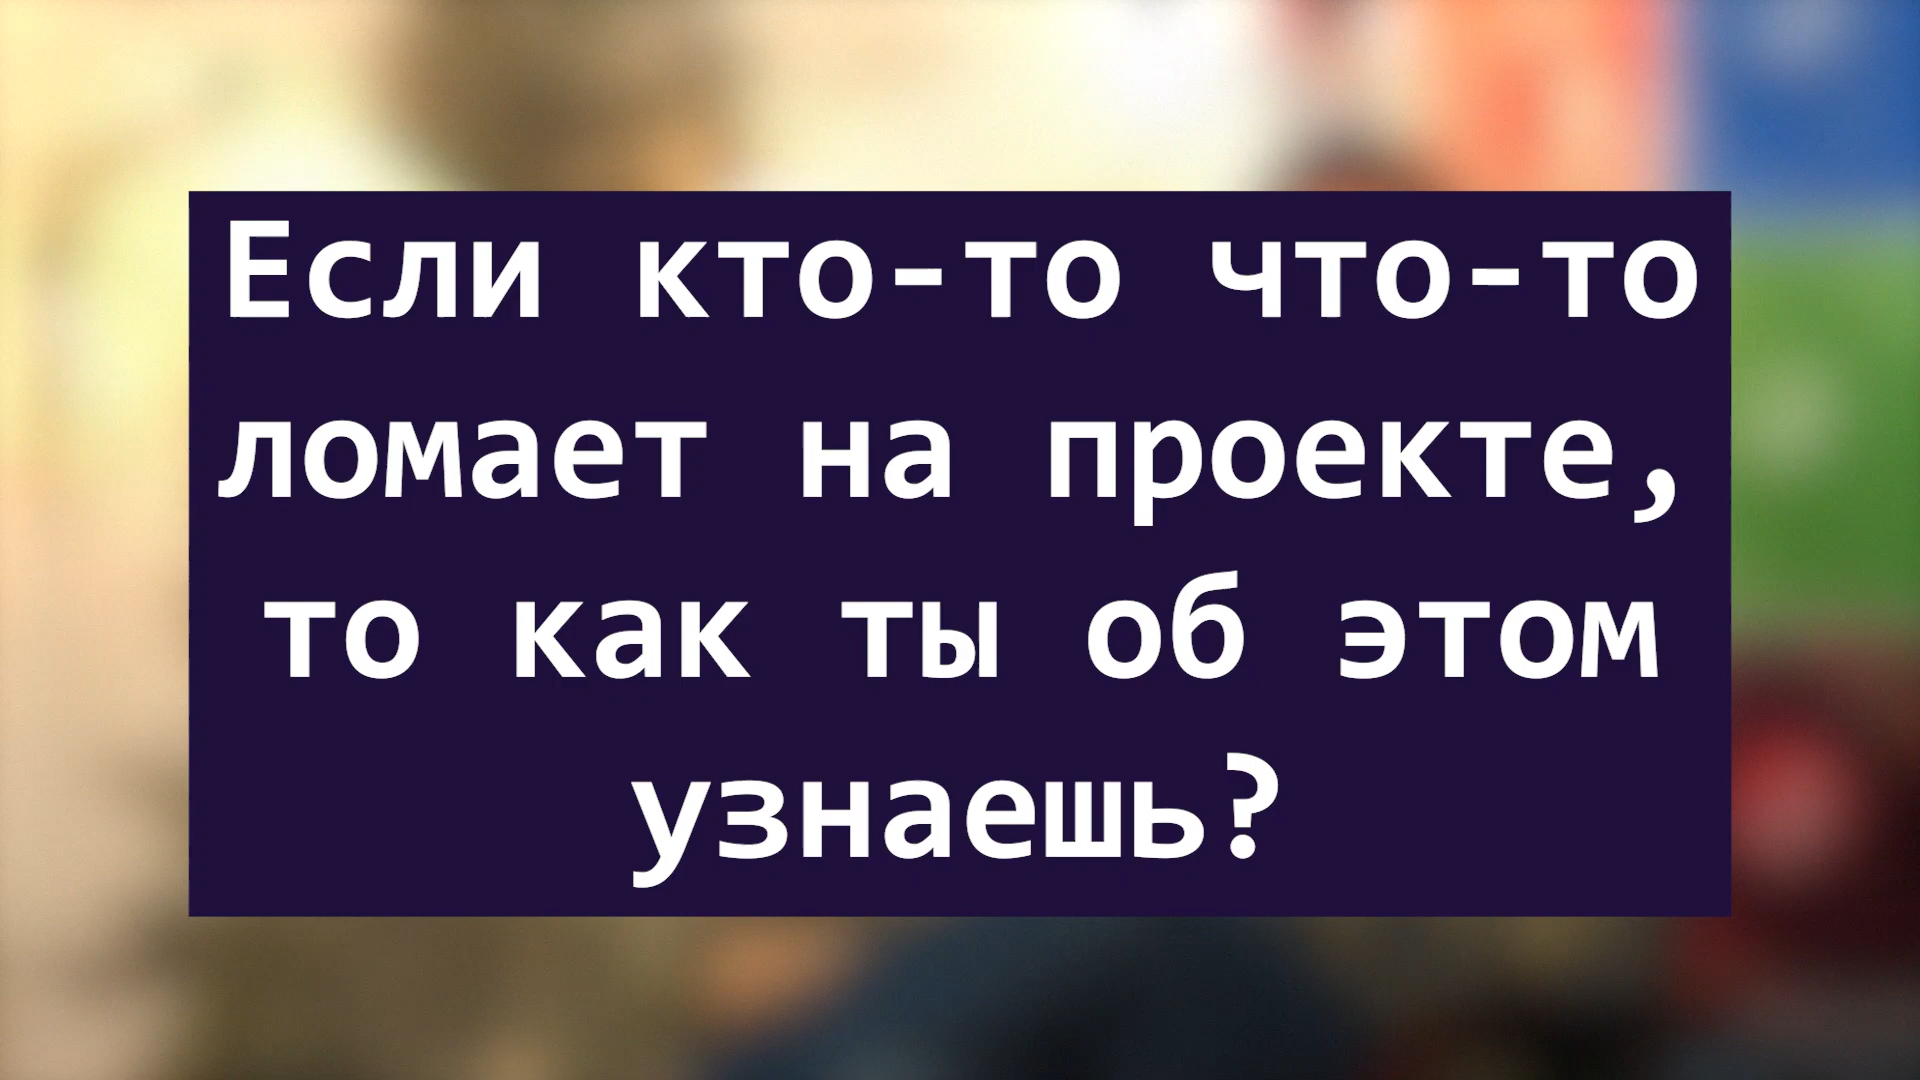 Если кто-то что-то
ломает на проекте,
то как ты об этом
узнаешь?